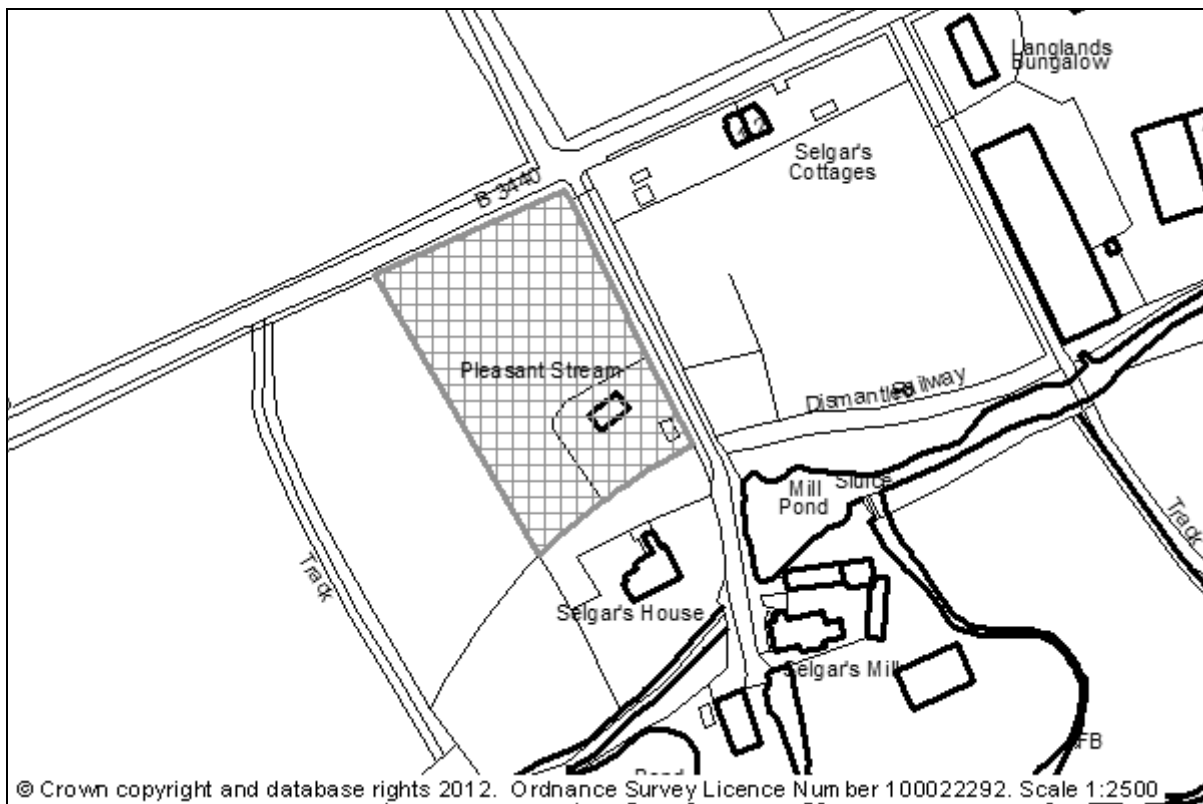 Langlands
Bungalow
Selgar's
Cottages
B 3440
Pleasant Stream
Dismantled Railway
Mill
Pond
Sluice
Track
Track
Selgar's House
Selgar's Mill
FB
Pond
© Crown copyright and database rights 2012. Ordnance Survey Licence Number 100022292. Scale 1:2500